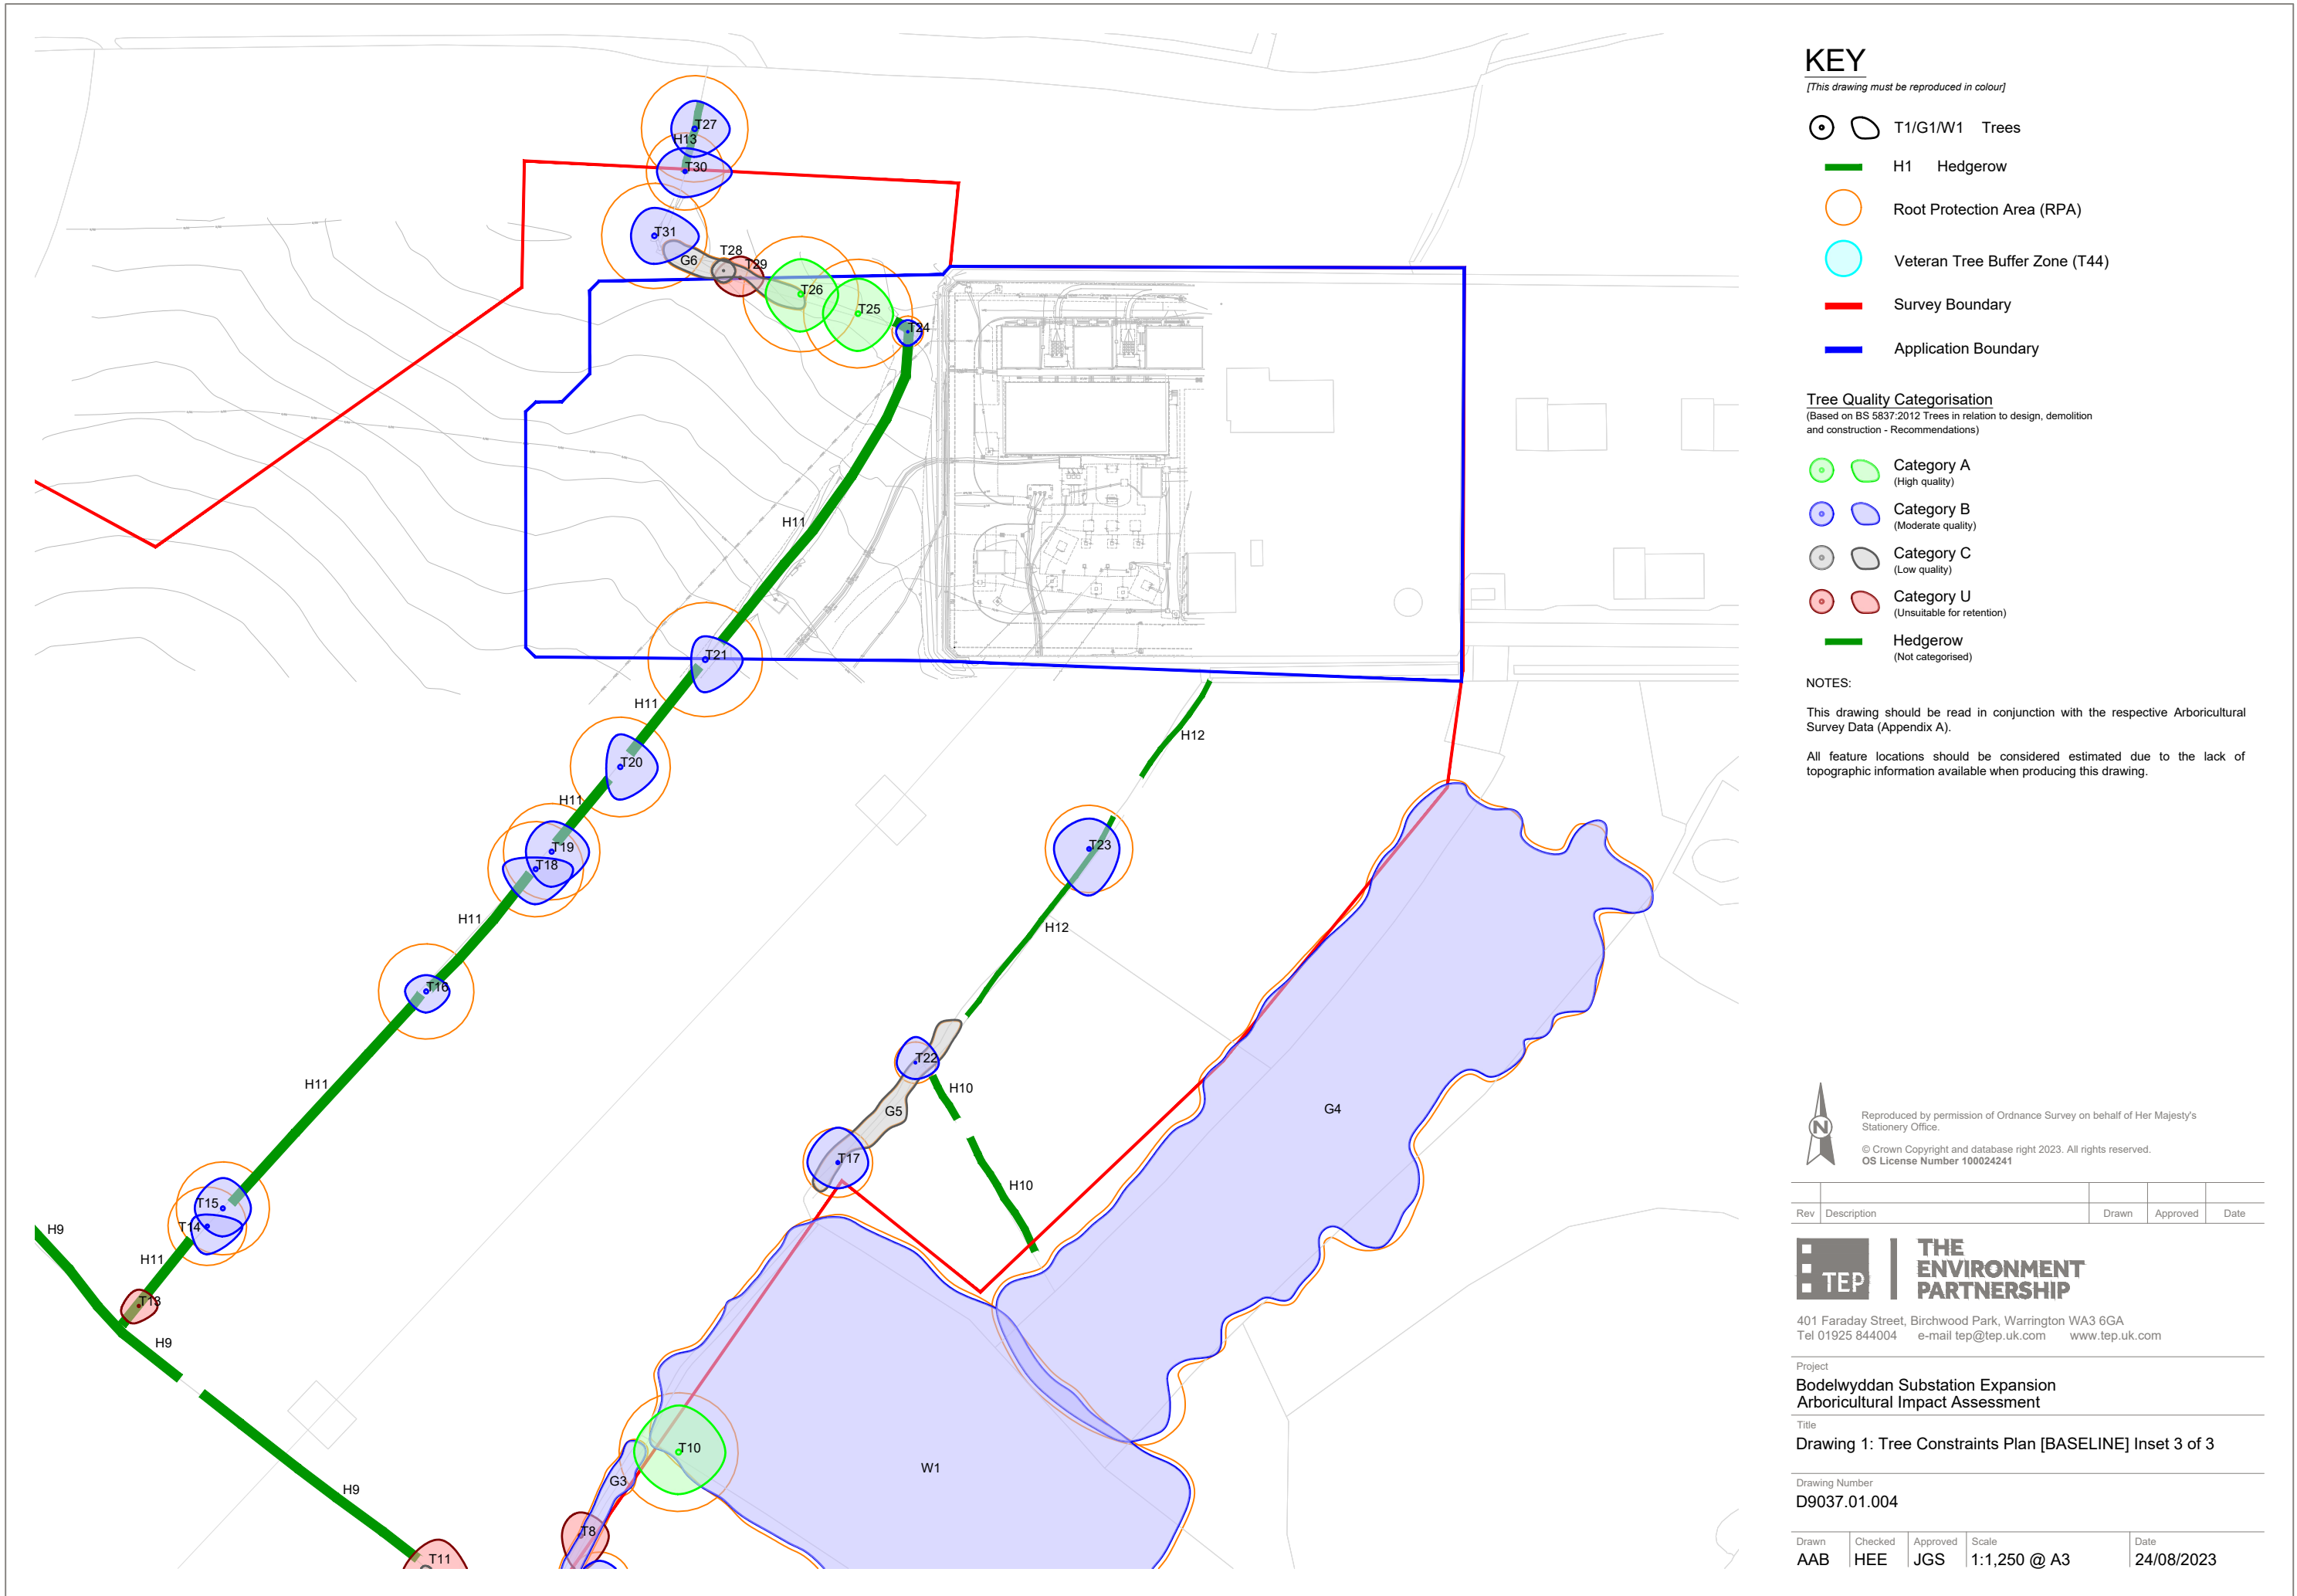 T27
H13
T30
T31
T28
G6
T29
T26
T25
T24
H11
T21
H11
T20
H11
T19
T18
H11
T16
H11
T15
T14
H11
T13
H9
H9
H9
T11
H12
T23
H12
T22
H10
G5
T17
H10
G4
T10
G3
T8
W1
KEY
[This drawing must be reproduced in colour]
T1/G1/W1 Trees
H1 Hedgerow
Root Protection Area (RPA)
Veteran Tree Buffer Zone (T44)
Survey Boundary
Application Boundary
Tree Quality Categorisation
(Based on BS 5837:2012 Trees in relation to design, demolition
and construction - Recommendations)
Category A
(High quality)
Category B
(Moderate quality)
Category C
(Low quality)
Category U
(Unsuitable for retention)
Hedgerow
(Not categorised)
NOTES:
This drawing should be read in conjunction with the respective Arboricultural
Survey Data (Appendix A).
All feature locations should be considered estimated due to the lack of
topographic information available when producing this drawing.
N
Reproduced by permission of Ordnance Survey on behalf of Her Majesty's
Stationery Office.
© Crown Copyright and database right 2023. All rights reserved.
OS License Number 100024241
Rev Description Drawn Approved Date
TEP
THE
ENVIRONMENT
PARTNERSHIP
401 Faraday Street, Birchwood Park, Warrington WA3 6GA
Tel 01925 844004 e-mail tep@tep.uk.com www.tep.uk.com
Project
Bodelwyddan Substation Expansion
Arboricultural Impact Assessment
Title
Drawing 1: Tree Constraints Plan [BASELINE] Inset 3 of 3
Drawing Number
D9037.01.004
Drawn Checked Approved Scale Date
AAB HEE JGS 1:1,250 @ A3 24/08/2023